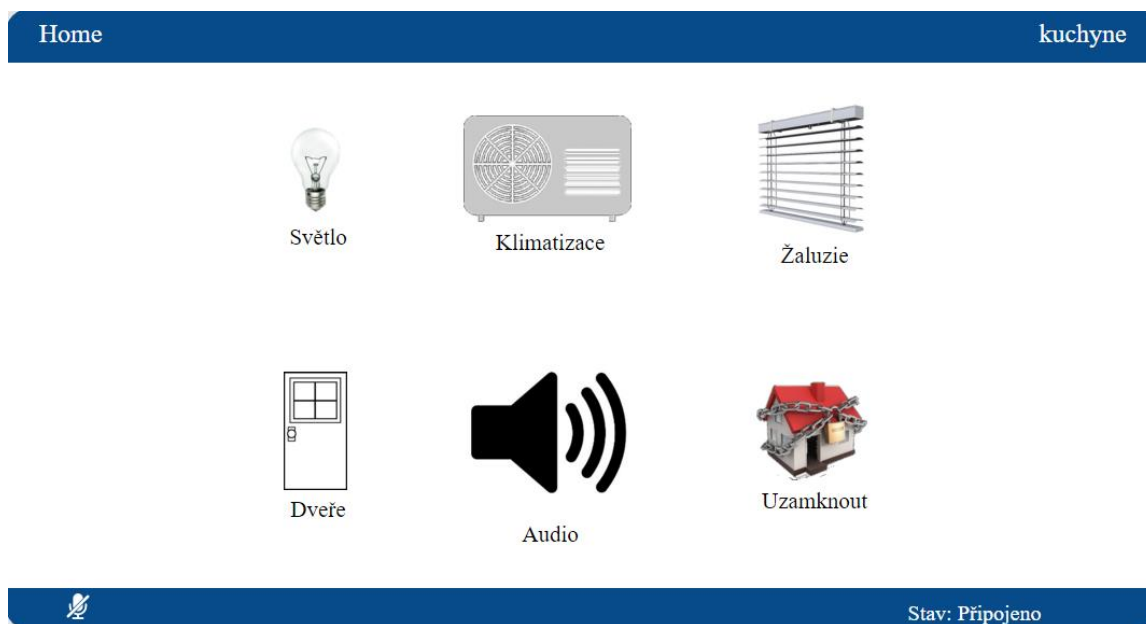 Home
kuchyne
Světlo
Klimatizace
Žaluzie
Dveře
Audio
Uzamknout
Stav: Připojeno